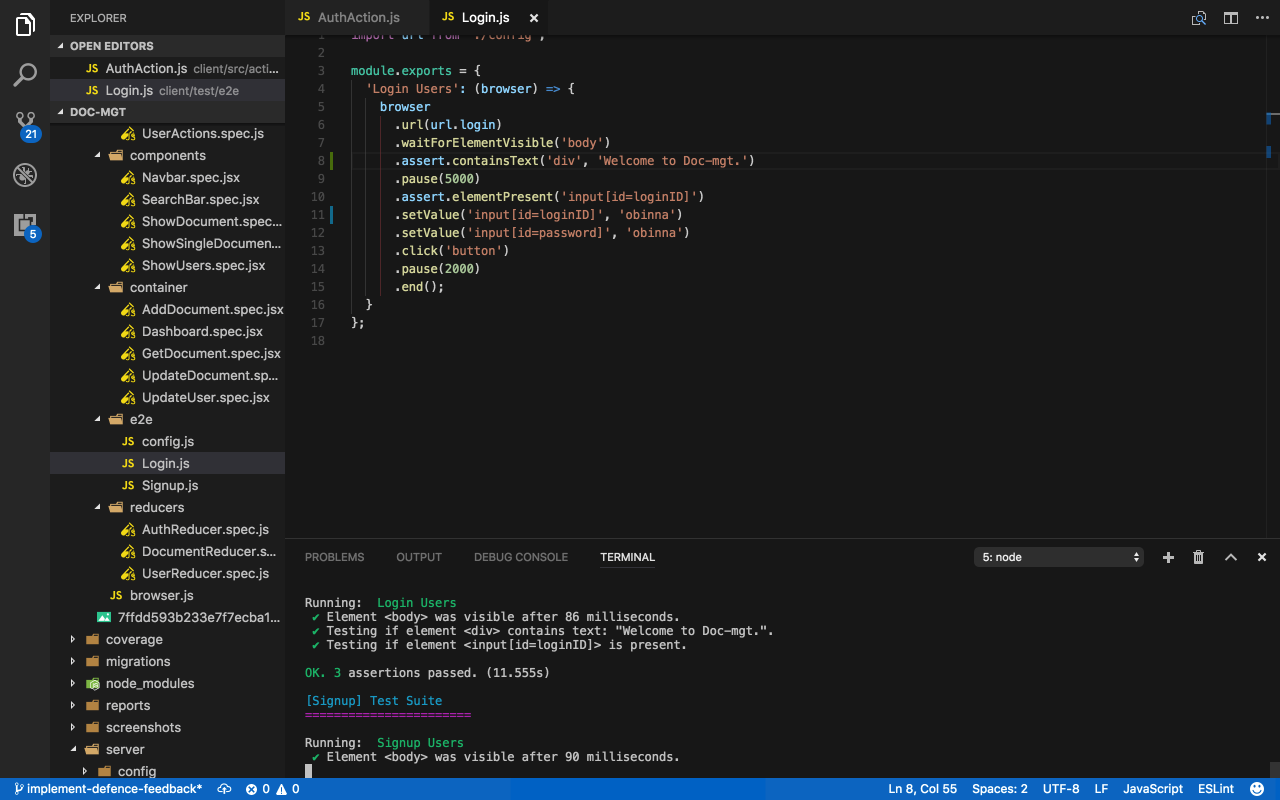 EXPLORER
OPEN EDITORS
JS AuthAction.js client/src/acti...
JS Login.js client/test/e2e
DOC-MGT
UserActions.spec.js
components
Navbar.spec.jsx
SearchBar.spec.jsx
ShowDocument.spec...
ShowSingleDocumen...
ShowUsers.spec.jsx
container
AddDocument.spec.jsx
Dashboard.spec.jsx
GetDocument.spec.jsx
UpdateDocument.sp...
UpdateUser.spec.jsx
e2e
JS config.js
JS Login.js
JS Signup.js
reducers
AuthReducer.spec.js
DocumentReducer.s...
UserReducer.spec.js
JS browser.js
7ffdd593b233e7f7ecba1...
coverage
migrations
node_modules
reports
screenshots
server
config
21
5
JS AuthAction.js
JS Login.js
1 import url from './config';
2
3 module.exports = {
4 'Login Users': (browser) => {
5 browser
6 .url(url.login)
7 .waitForElementVisible('body')
8 .assert.containsText('div', 'Welcome to Doc-mgt.')
9 .pause(5000)
10 .assert.elementPresent('input[id=loginID]')
11 .setValue('input[id=loginID]', 'obinna')
12 .setValue('input[id=password]', 'obinna')
13 .click('button')
14 .pause(2000)
15 .end();
16 }
17 };
18
PROBLEMS OUTPUT DEBUG CONSOLE TERMINAL 5: node
Running: Login Users
✔ Element <body> was visible after 86 milliseconds.
✔ Testing if element <div> contains text: "Welcome to Doc-mgt.".
✔ Testing if element <input[id=loginID]> is present.
OK. 3 assertions passed. (11.555s)
[Signup] Test Suite
=======================
Running: Signup Users
✔ Element <body> was visible after 90 milliseconds.
implement-defence-feedback* 0 0 Ln 8, Col 55 Spaces: 2 UTF-8 LF JavaScript ESLint